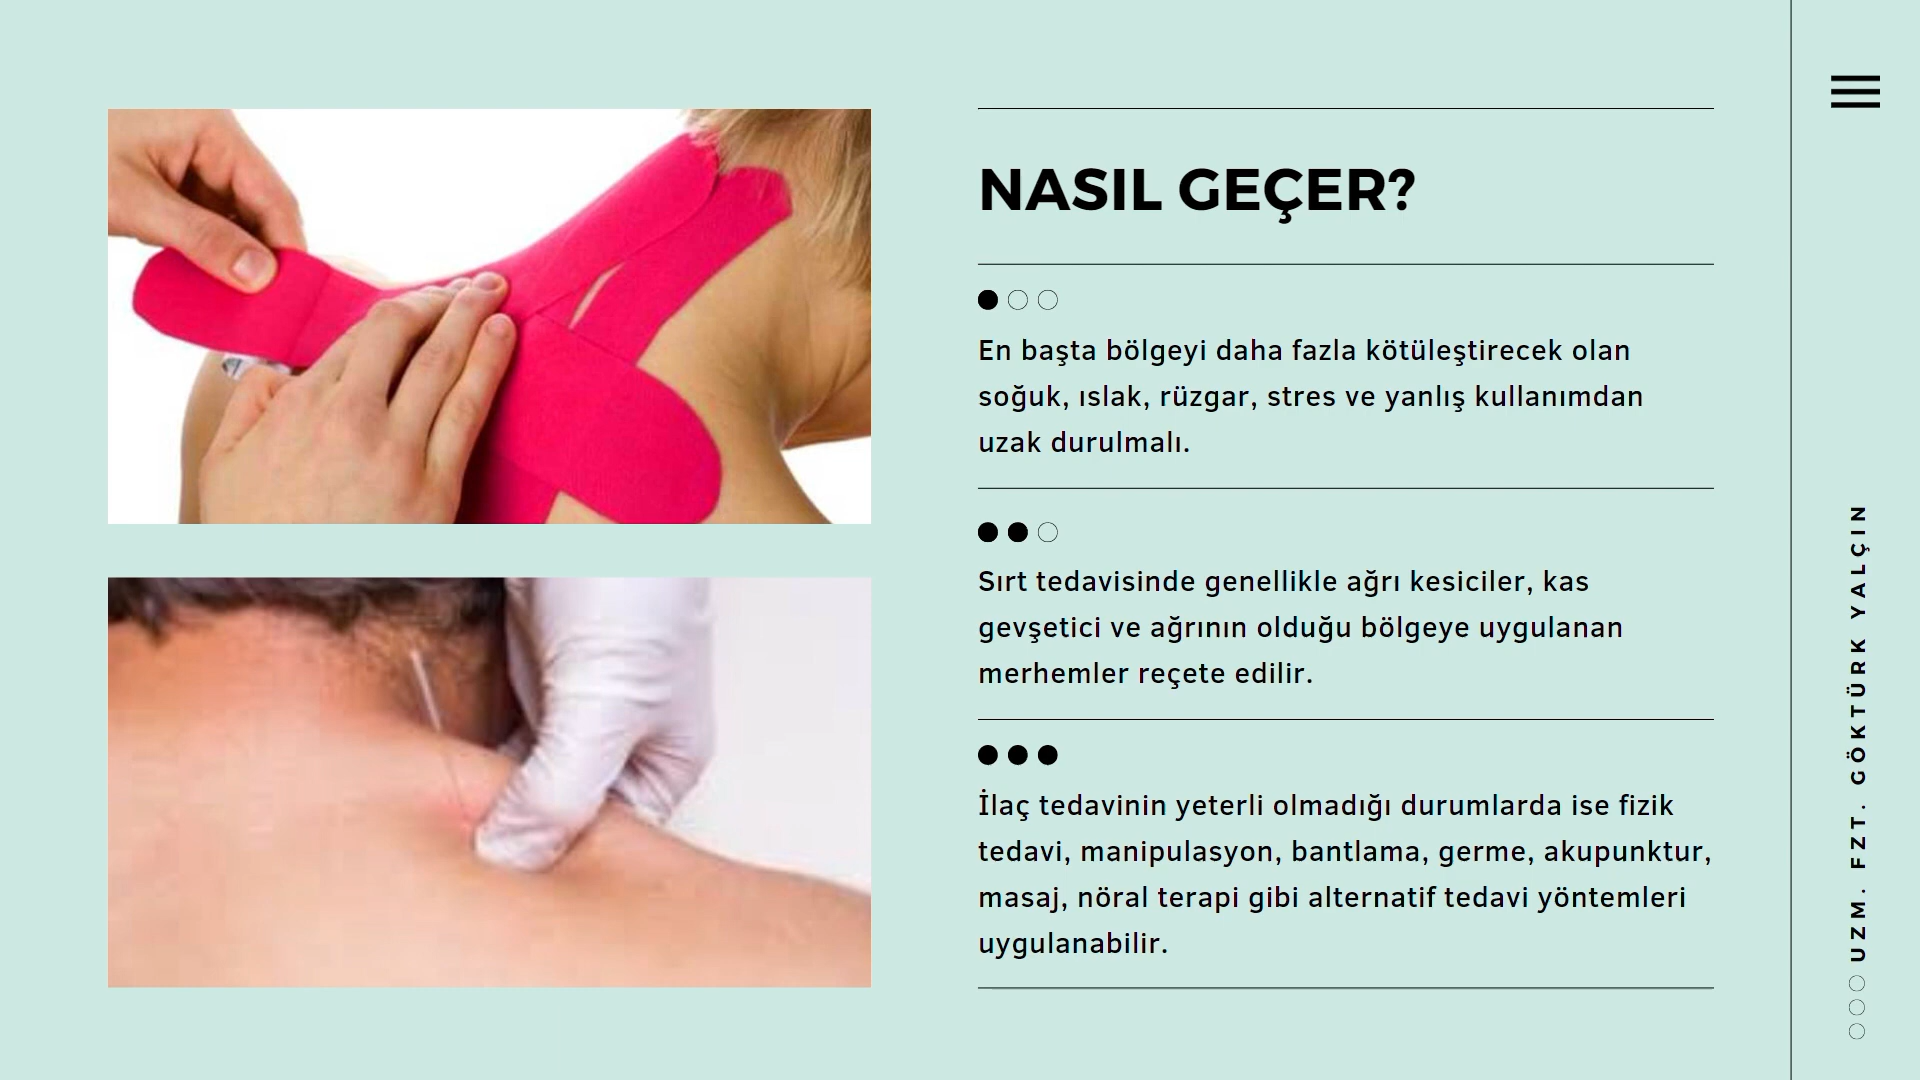 NASIL GEÇER?
En başta bölgeyi daha fazla kötüleştirecek olan
soğuk, ıslak, rüzgar, stres ve yanlış kullanımdan
uzak durulmalı.
Sırt tedavisinde genellikle ağrı kesiciler, kas
gevşetici ve ağrının olduğu bölgeye uygulanan
merhemler reçete edilir.
İlaç tedavinin yeterli olmadığı durumlarda ise fizik
tedavi, manipulasyon, bantlama, germe, akupunktur,
masaj, nöral terapi gibi alternatif tedavi yöntemleri
uygulanabilir.
UZM. FZT. GÖKTÜRK YALÇIN